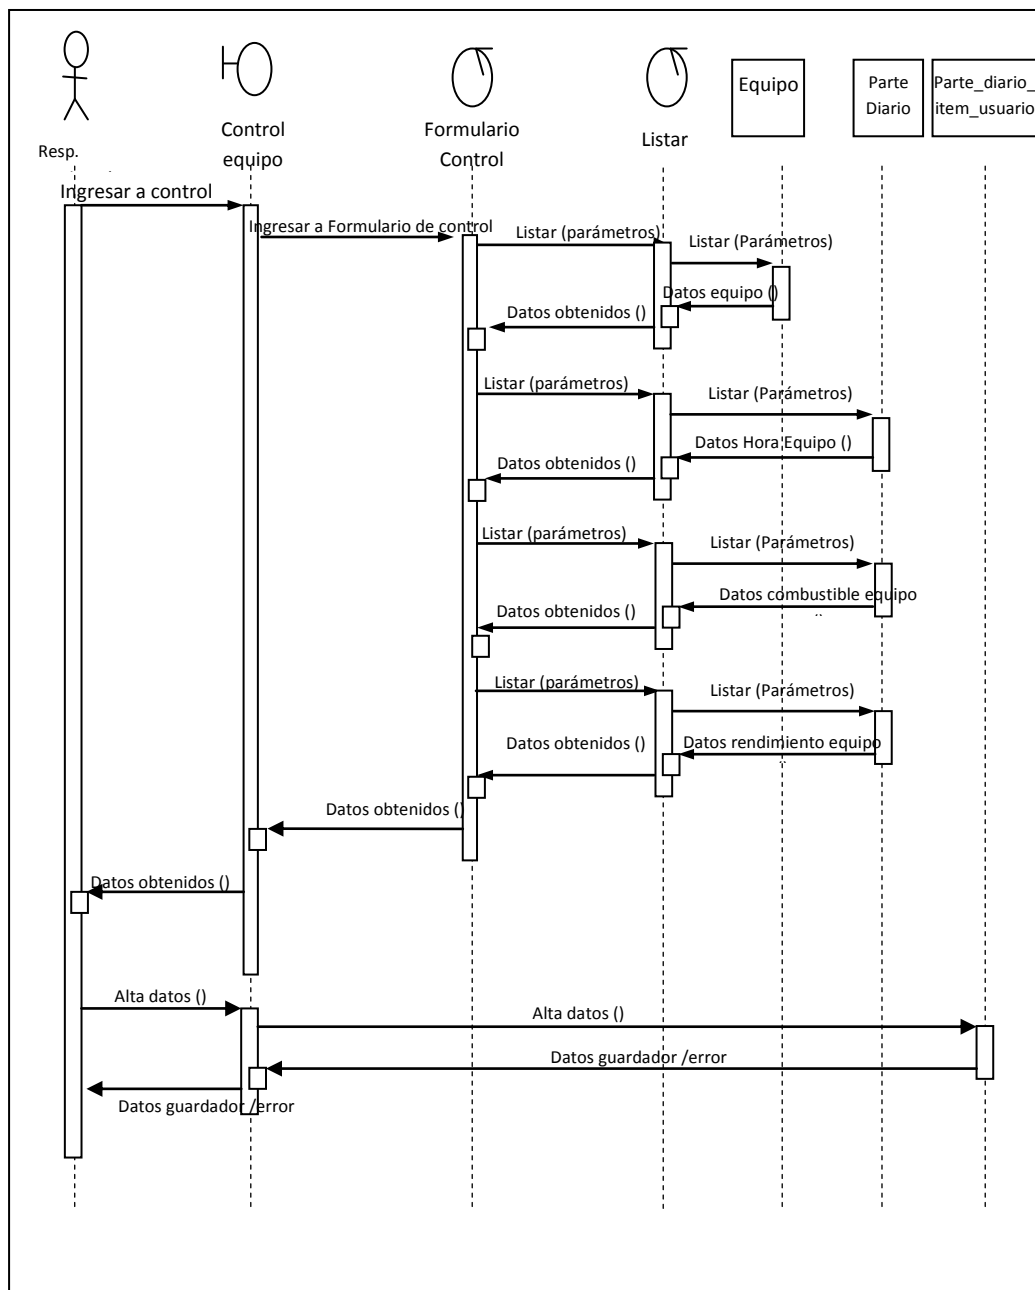 Resp.
Control
equipo
Formulario
Control
Listar
Equipo
Parte
Diario
Parte_diario_
item_usuario
Ingresar a control
Ingresar a Formulario de control
Listar (parámetros)
Listar (Parámetros)
Datos equipo ()
Datos obtenidos ()
Listar (parámetros)
Listar (Parámetros)
Datos Hora Equipo ()
Datos obtenidos ()
Listar (parámetros)
Listar (Parámetros)
Datos combustible equipo
Datos obtenidos ()
Listar (parámetros)
Listar (Parámetros)
Datos rendimiento equipo
Datos obtenidos ()
Datos obtenidos ()
Datos obtenidos ()
Alta datos ()
Alta datos ()
Datos guardador /error
Datos guardador /error